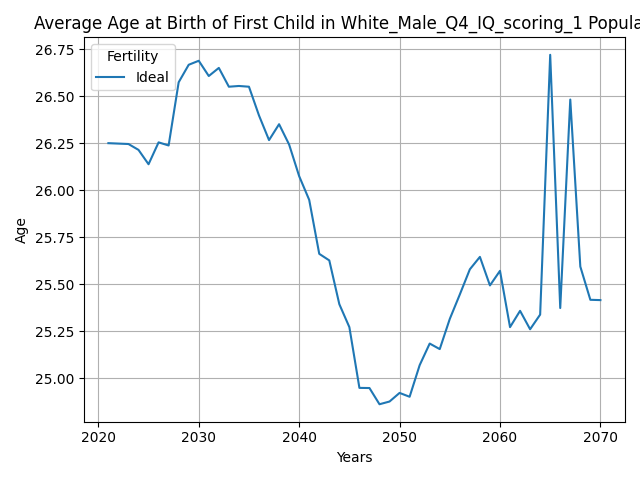 Average Age at Birth of First Child in White_Male_Q4_IQ_scoring_1 Popula
Fertility
Ideal
26.75
26.50
26.25
26.00
25.75
25.50
25.25
25.00
Age
2020 2030 2040 2050 2060 2070
Years